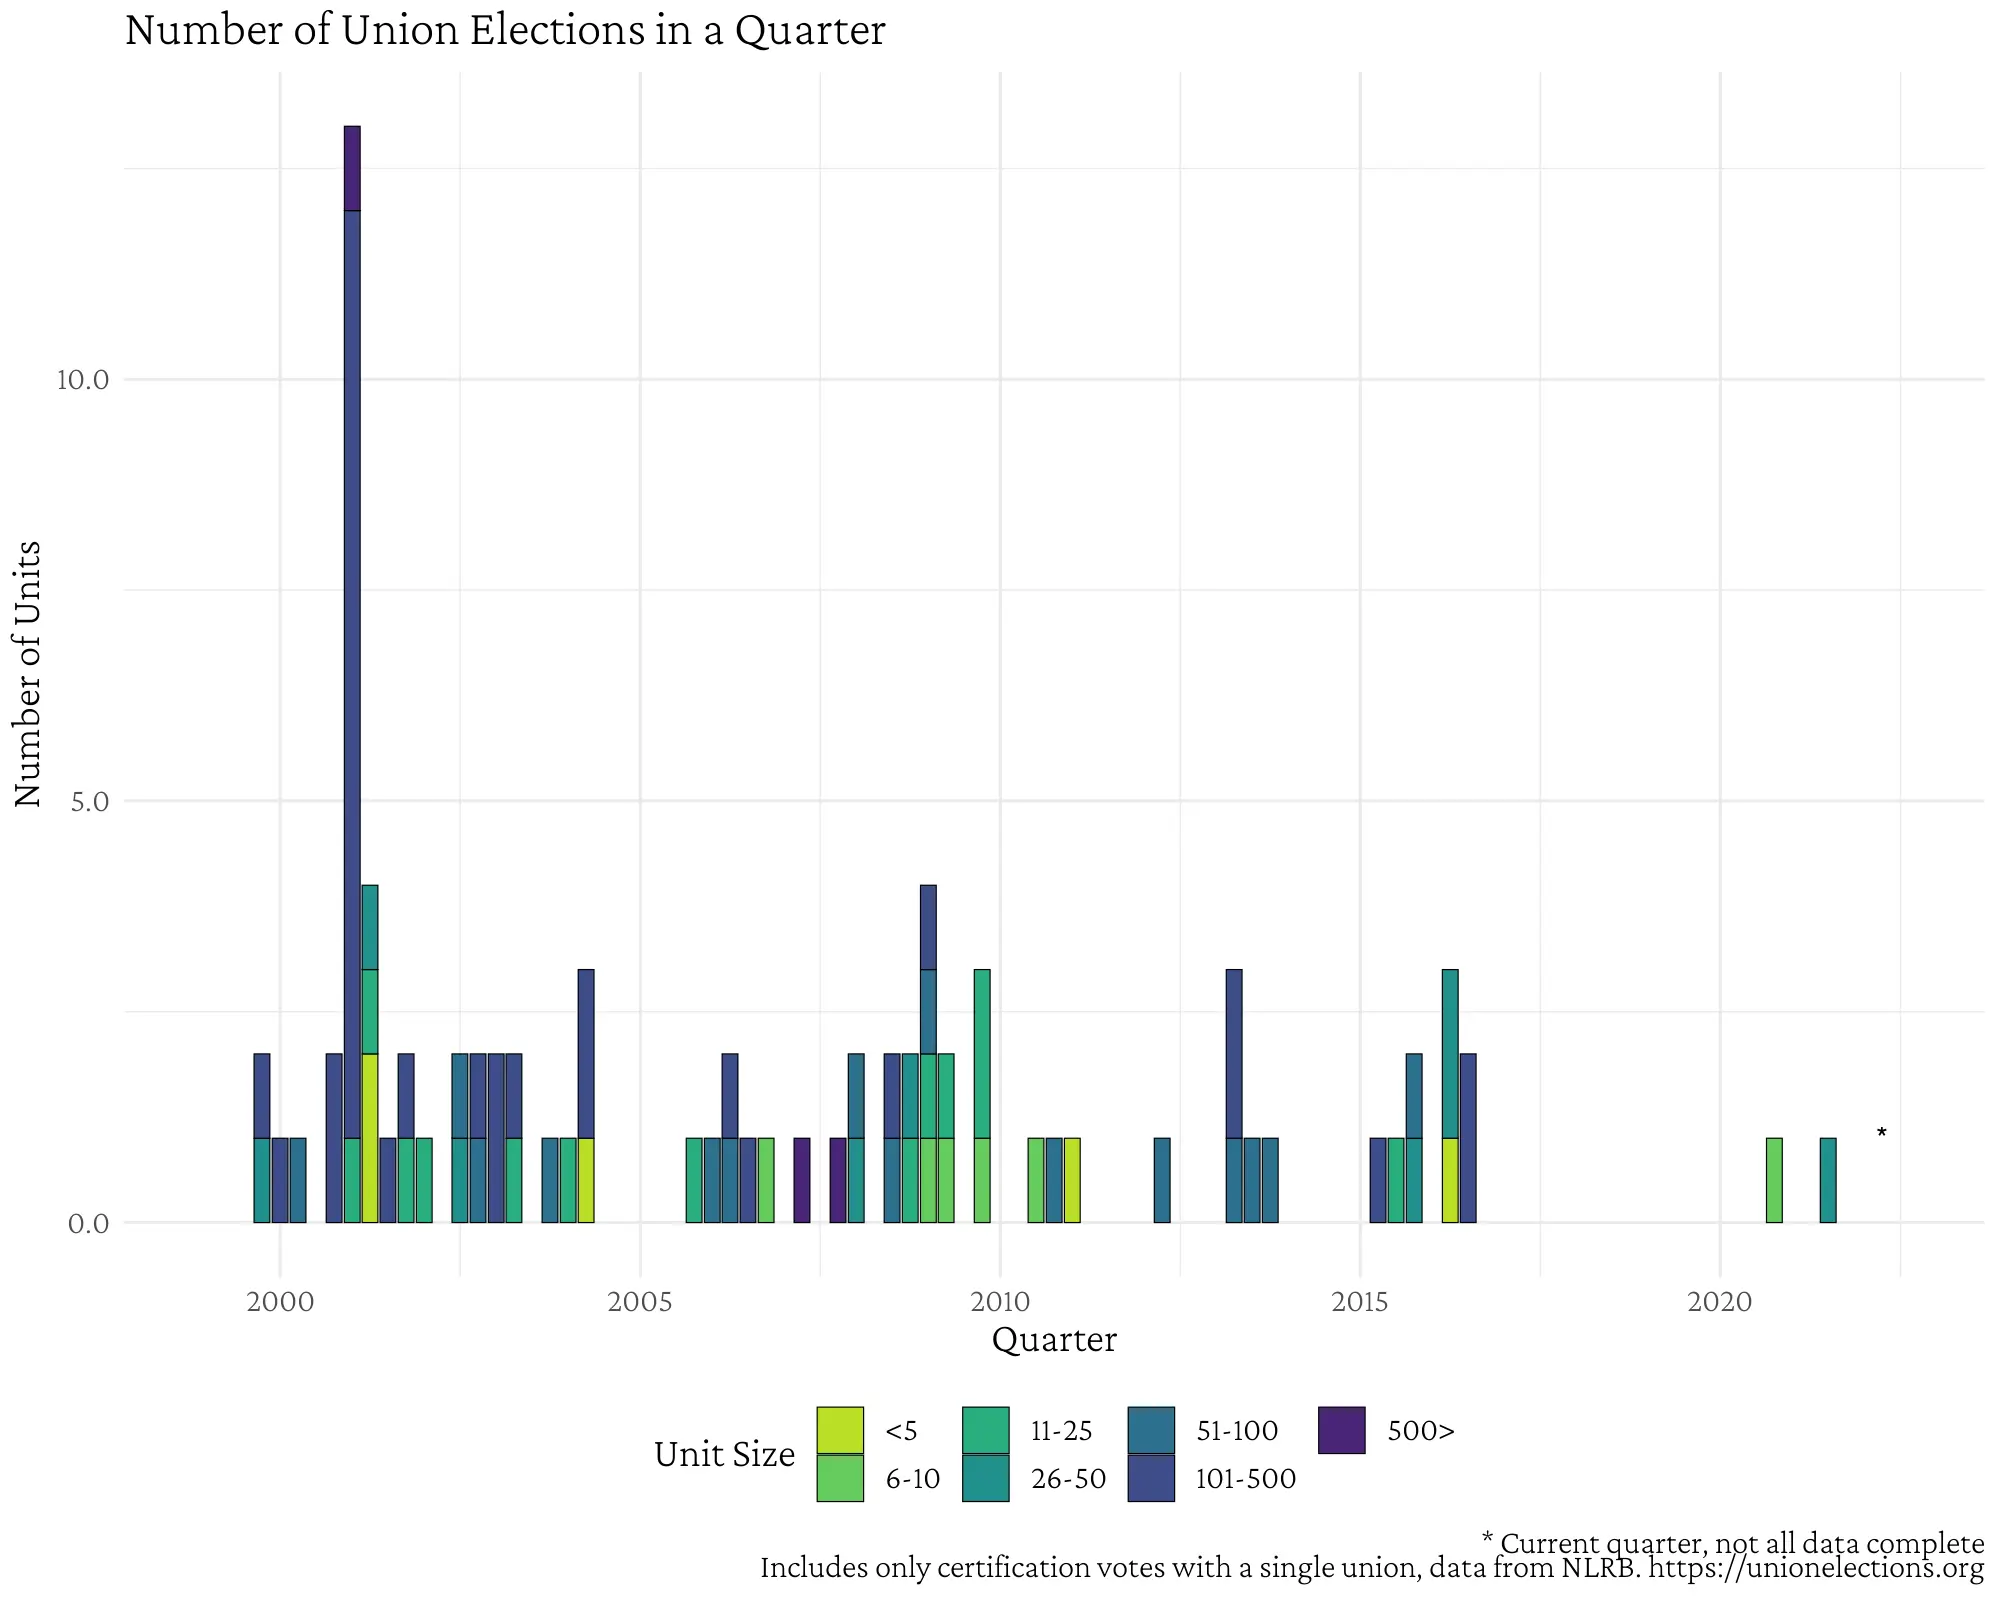 Number of Union Elections in a Quarter
Number of Units
10.0
5.0
0.0
*
2000 2005 2010 2015 2020
Quarter
Unit Size
<5 11-25 51-100 500>
6-10 26-50 101-500
* Current quarter, not all data complete
Includes only certification votes with a single union, data from NLRB. https://unionelections.org